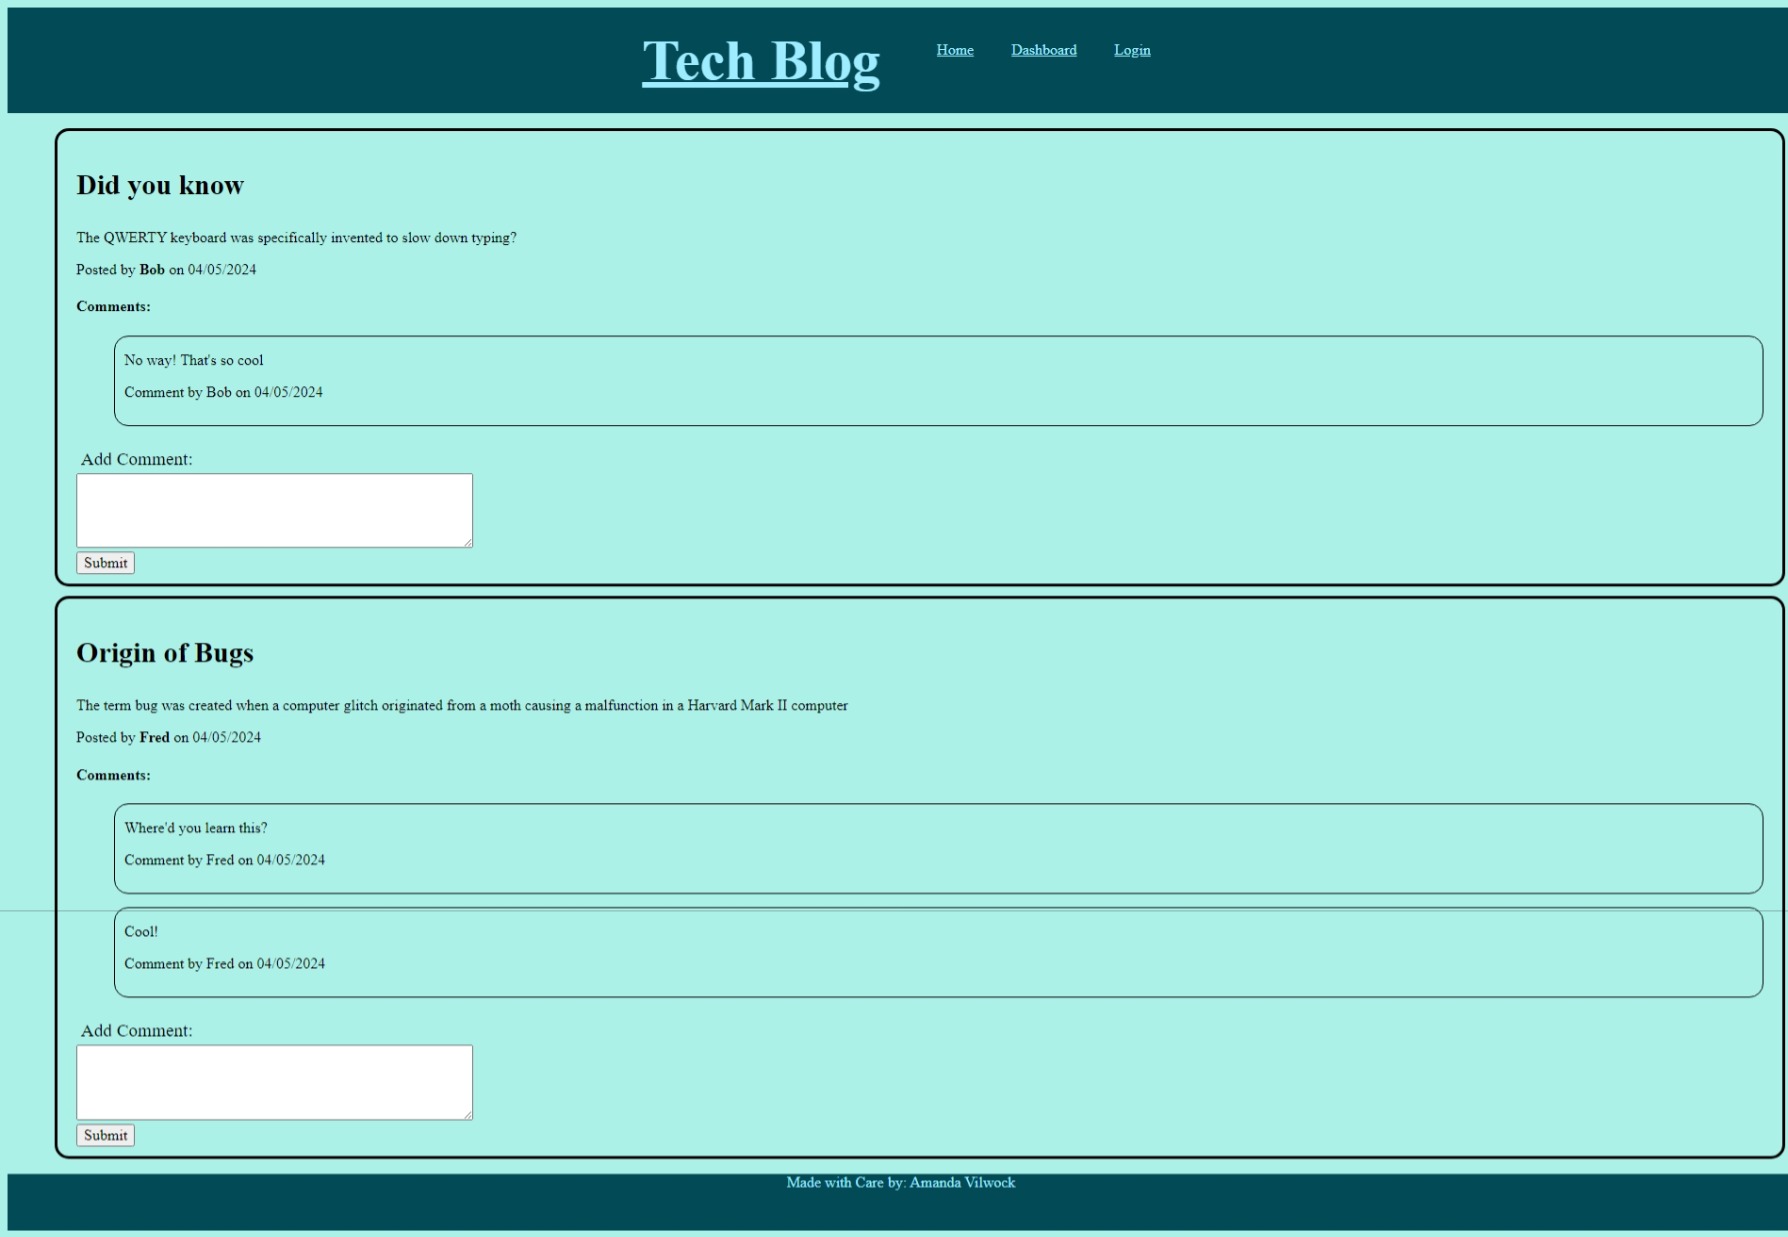 Tech Blog
Home Dashboard Login
Did you know
The QWERTY keyboard was specifically invented to slow down typing?
Posted by Bob on 04/05/2024
Comments:
No way! That's so cool
Comment by Bob on 04/05/2024
Add Comment:
Submit
Origin of Bugs
The term bug was created when a computer glitch originated from a moth causing a malfunction in a Harvard Mark II computer
Posted by Fred on 04/05/2024
Comments:
Where'd you learn this?
Comment by Fred on 04/05/2024
Cool!
Comment by Fred on 04/05/2024
Add Comment:
Submit
Made with Care by: Amanda Vilwock